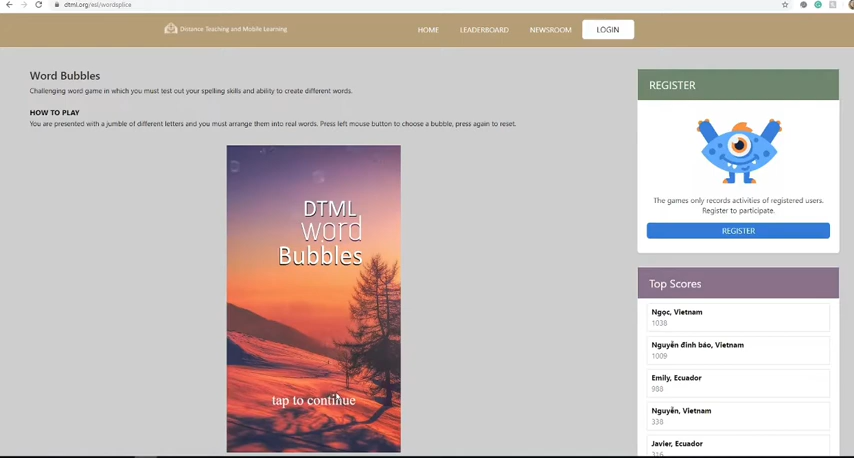 dtml.org/esl/wordsplice
Distance Teaching and Mobile Learning
HOME
LEADERBOARD
NEWSROOM
LOGIN
Word Bubbles
Challenging word game in which you must test out your spelling skills and ability to create different words.
HOW TO PLAY
You are presented with a jumble of different letters and you must arrange them into real words. Press left mouse button to choose a bubble, press again to reset.
DTML
word
Bubbles
tap to continue
REGISTER
The games only records activities of registered users.
Register to participate.
REGISTER
Top Scores
Ngọc, Vietnam
1038
Nguyễn đình bảo, Vietnam
1009
Emily, Ecuador
988
Nguyễn, Vietnam
338
Javier, Ecuador
316